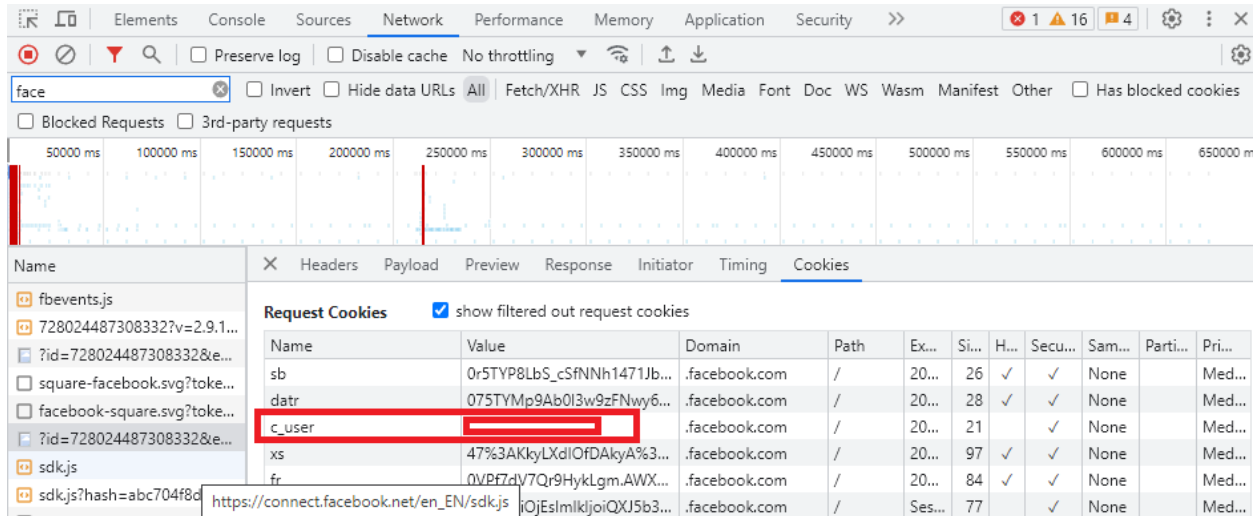 Elements Console Sources Network Performance Memory Application Security 1 16 4
Preserve log Disable cache No throttling
face Invert Hide data URLs All Fetch/XHR JS CSS Img Media Font Doc WS Wasm Manifest Other Has blocked cookies
Blocked Requests 3rd-party requests
50000 ms 100000 ms 150000 ms 200000 ms 250000 ms 300000 ms 350000 ms 400000 ms 450000 ms 500000 ms 550000 ms 600000 ms 650000 m
Name Headers Payload Preview Response Initiator Timing Cookies
fbevents.js
Request Cookies show filtered out request cookies
728024487308332?v=2.9.1...
Name Value Domain Path Ex... Si... H... Secu... Sam... Parti... Pri...
?id=728024487308332&e...
sb 0r5TYP8LbS_cSfNNh1471Jb... .facebook.com / 20... 26 ✓ ✓ None Med...
square-facebook.svg?toke...
datr 075TYMp9Ab0I3w9zFNwy6... .facebook.com / 20... 28 ✓ ✓ None Med...
facebook-square.svg?toke...
c_user .facebook.com / 20... 21 ✓ None Med...
?id=728024487308332&e...
xs 47%3AKkyLXdIOfDAkyA%3... .facebook.com / 20... 97 ✓ ✓ None Med...
sdk.js
fr 0VPf7dV7Qr9HykLgm.AWX... .facebook.com / 20... 84 ✓ ✓ None Med...
sdk.js?hash=abc704f8d
https://connect.facebook.net/en_EN/sdk.js
iOjEsImlkIjoiQXJ5b3... .facebook.com / Ses... 77 ✓ None Med...